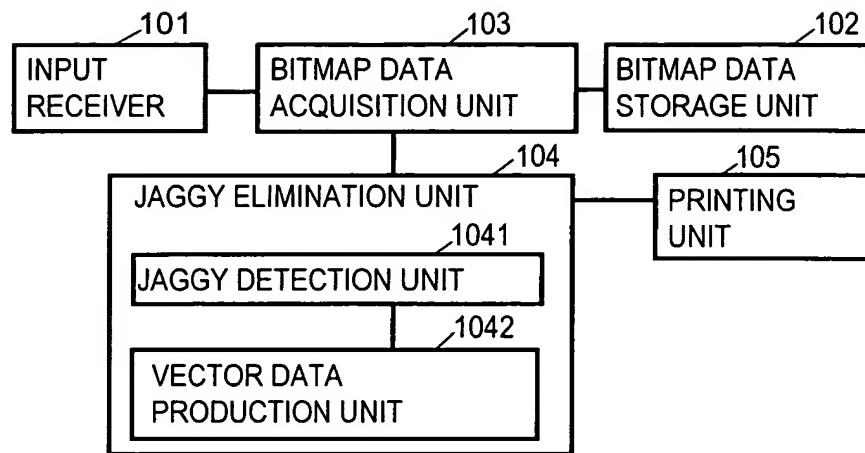 101
INPUT
RECEIVER
103
BITMAP DATA
ACQUISITION UNIT
102
BITMAP DATA
STORAGE UNIT
104
JAGGY ELIMINATION UNIT
1041
JAGGY DETECTION UNIT
1042
VECTOR DATA
PRODUCTION UNIT
105
PRINTING
UNIT